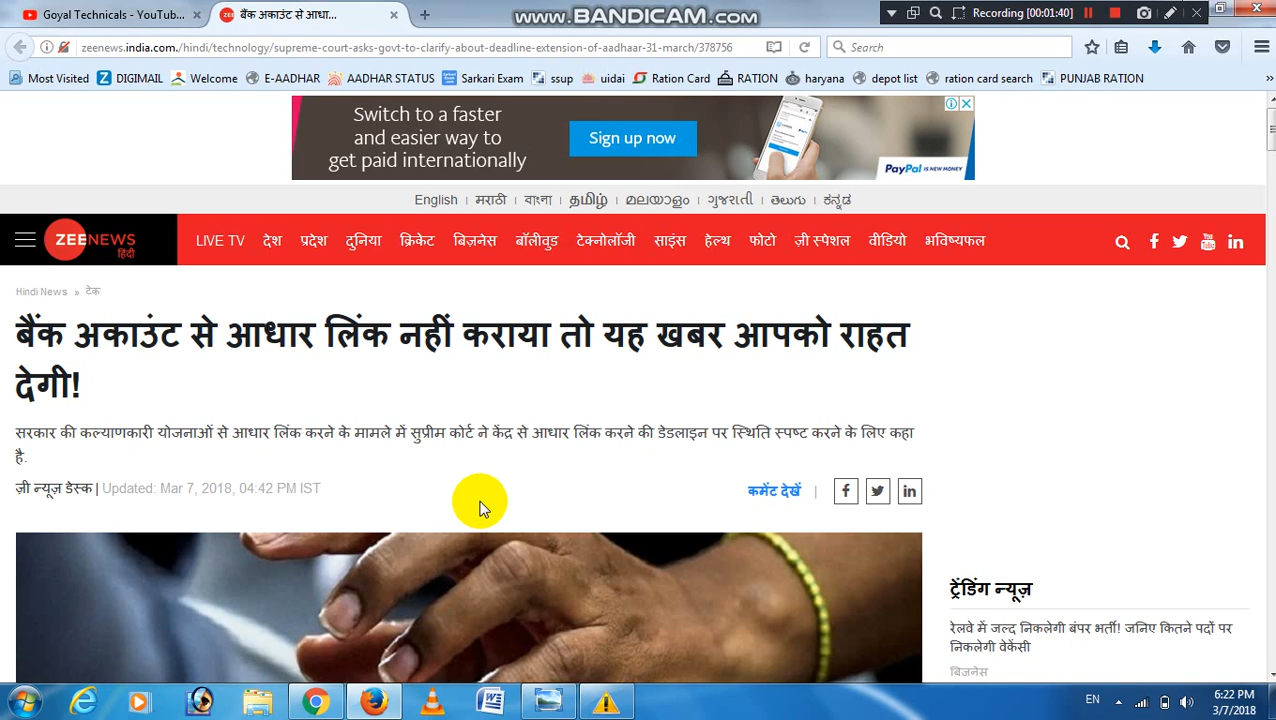 Goyal Technicals - YouTub...
बैंक अकाउंट से आधा...
www.BANDICAM.com
Recording [00:01:40]
zeenews.india.com./hindi/technology/supreme-court-asks-govt-to-clarify-about-deadline-extension-of-aadhaar-31-march/378756
Search
Most Visited
DIGIMAIL
Welcome
E-AADHAR
AADHAR STATUS
Sarkari Exam
ssup
uidai
Ration Card
RATION
haryana
depot list
ration card search
PUNJAB RATION
Switch to a faster
and easier way to
get paid internationally
Sign up now
PayPal IS NEW MONEY
English | मराठी | বাংলা | தமிழ் | മലയാളം | ગુજરાતી | తెలుగు | ಕನ್ನಡ
ZEENEWS
हिंदी
LIVE TV देश प्रदेश दुनिया क्रिकेट बिज़नेस बॉलीवुड टेक्नोलॉजी साइंस हेल्थ फोटो ज़ी स्पेशल वीडियो भविष्यफल
Hindi News » टेक
बैंक अकाउंट से आधार लिंक नहीं कराया तो यह खबर आपको राहत
देगी!
सरकार की कल्याणकारी योजनाओं से आधार लिंक करने के मामले में सुप्रीम कोर्ट ने केंद्र से आधार लिंक करने की डेडलाइन पर स्थिति स्पष्ट करने के लिए कहा
है.
ज़ी न्यूज़ डेस्क | Updated: Mar 7, 2018, 04:42 PM IST
कमेंट देखें |
ट्रेंडिंग न्यूज़
रेलवे में जल्द निकलेगी बंपर भर्ती! जानिए कितने पदों पर
निकलेगी वेकेंसी
बिज़नेस
EN
6:22 PM
3/7/2018